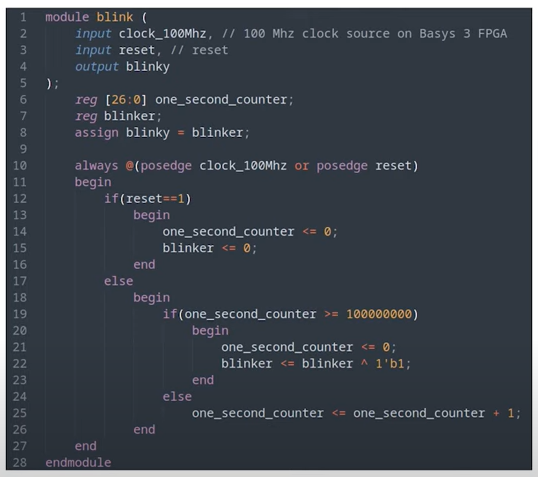 1 module blink (
2 input clock_100Mhz, // 100 Mhz clock source on Basys 3 FPGA
3 input reset, // reset
4 output blinky
5 );
6 reg [26:0] one_second_counter;
7 reg blinker;
8 assign blinky = blinker;
9
10 always @(posedge clock_100Mhz or posedge reset)
11 begin
12 if(reset==1)
13 begin
14 one_second_counter <= 0;
15 blinker <= 0;
16 end
17 else
18 begin
19 if(one_second_counter >= 100000000)
20 begin
21 one_second_counter <= 0;
22 blinker <= blinker ^ 1'b1;
23 end
24 else
25 one_second_counter <= one_second_counter + 1;
26 end
27 end
28 endmodule